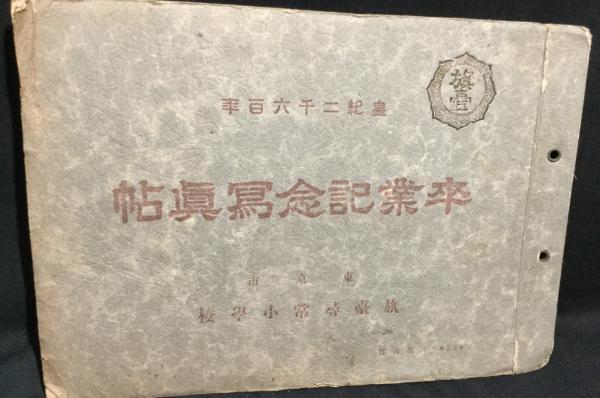 旗臺
皇紀二千六百年
卒業記念寫眞帖
東京市
旗臺尋常小學校